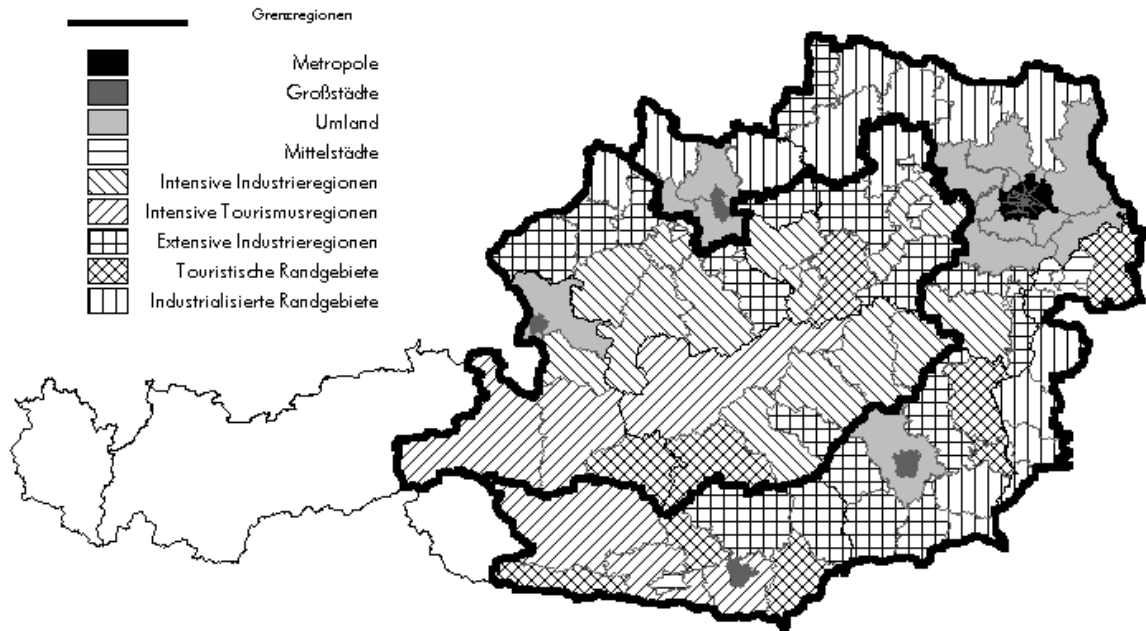 Grenzregionen
Metropole
Großstädte
Umland
Mittelstädte
Intensive Industrieregionen
Intensive Tourismusregionen
Extensive Industrieregionen
Touristische Randgebiete
Industrialisierte Randgebiete